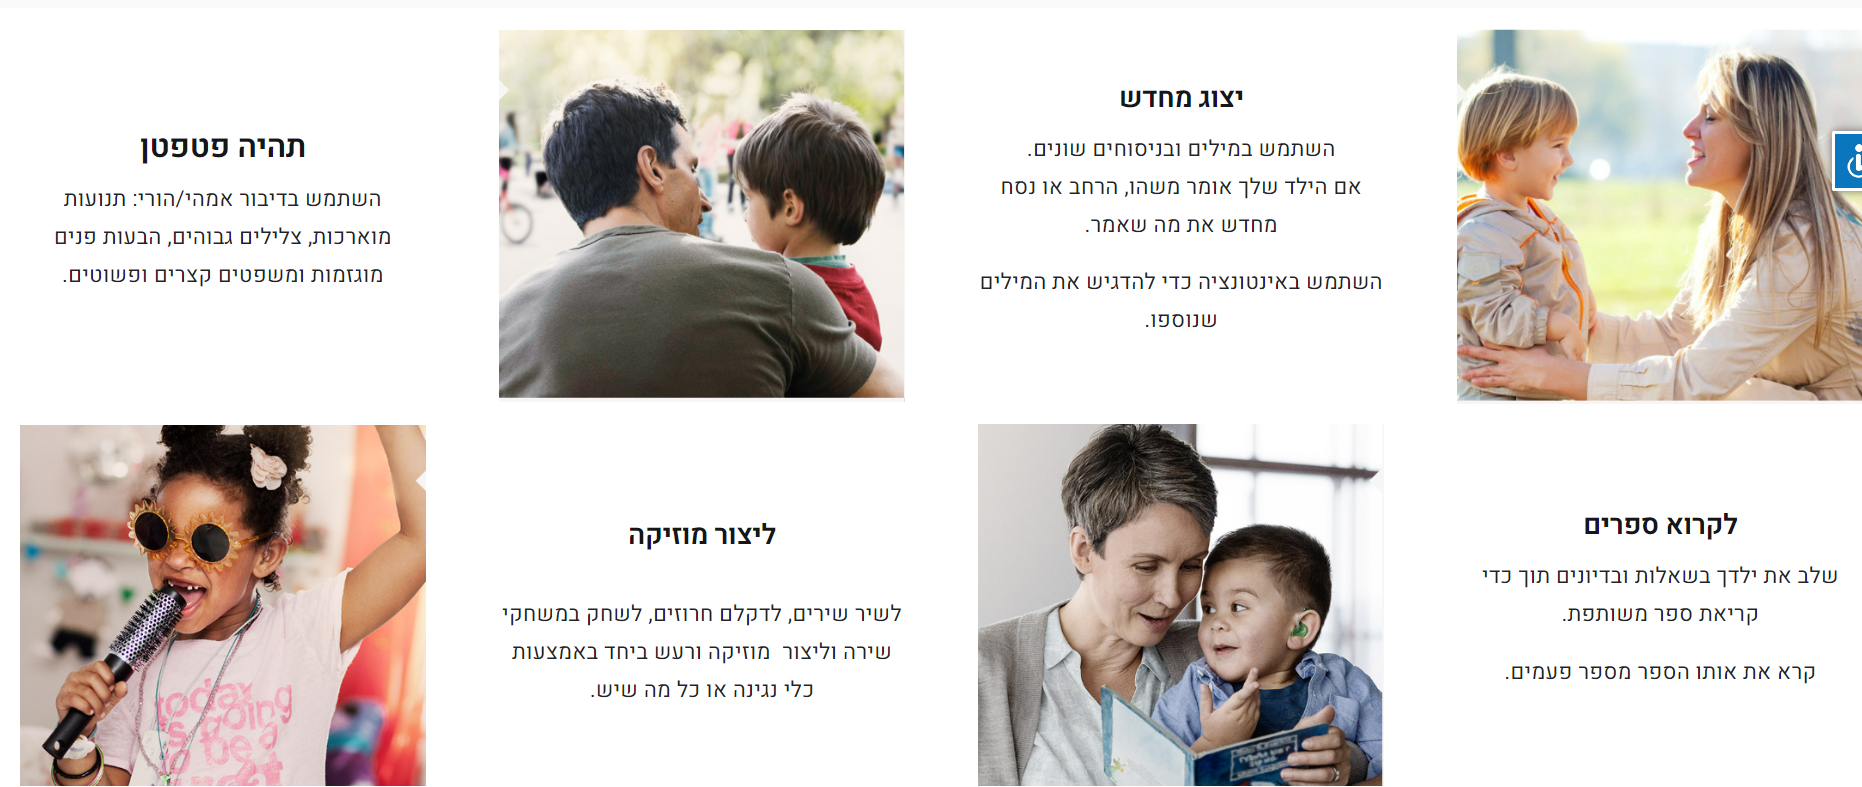 יצוג מחדש
השתמש במילים ובניסוחים שונים.
אם הילד שלך אומר משהו, הרחב או נסח
מחדש את מה שאמר.
השתמש באינטונציה כדי להדגיש את המילים
שנוספו.
תהיה פטפטן
השתמש בדיבור אמהי/הורי: תנועות
מוארכות, צלילים גבוהים, הבעות פנים
מוגזמות ומשפטים קצרים ופשוטים.
לקרוא ספרים
שלב את ילדך בשאלות ובדיונים תוך כדי
קריאת ספר משותפת.
קרא את אותו הספר מספר פעמים.
ליצור מוזיקה
לשיר שירים, לדקלם חרוזים, לשחק במשחקי
שירה וליצור  מוזיקה ורעש ביחד באמצעות
כלי נגינה או כל מה שיש.
today
is going
to be a